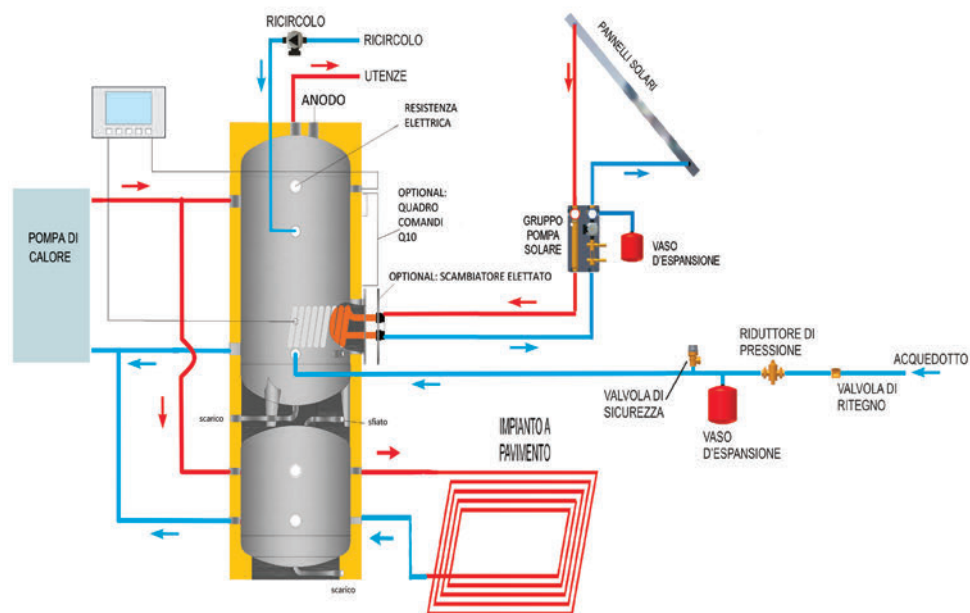 RICIRCOLO
RICIRCOLO
UTENZE
ANODO
RESISTENZA
ELETTRICA
PANNELLI SOLARI
OPTIONAL:
QUADRO
COMANDI
Q10
POMPA DI
CALORE
GRUPPO
POMPA
SOLARE
VASO
D'ESPANSIONE
OPTIONAL: SCAMBIATORE ELETTATO
RIDUTTORE DI
PRESSIONE
ACQUEDOTTO
VALVOLA DI
SICUREZZA
VALVOLA DI
RITEGNO
VASO
D'ESPANSIONE
scarico
sfiato
IMPIANTO A
PAVIMENTO
scarico